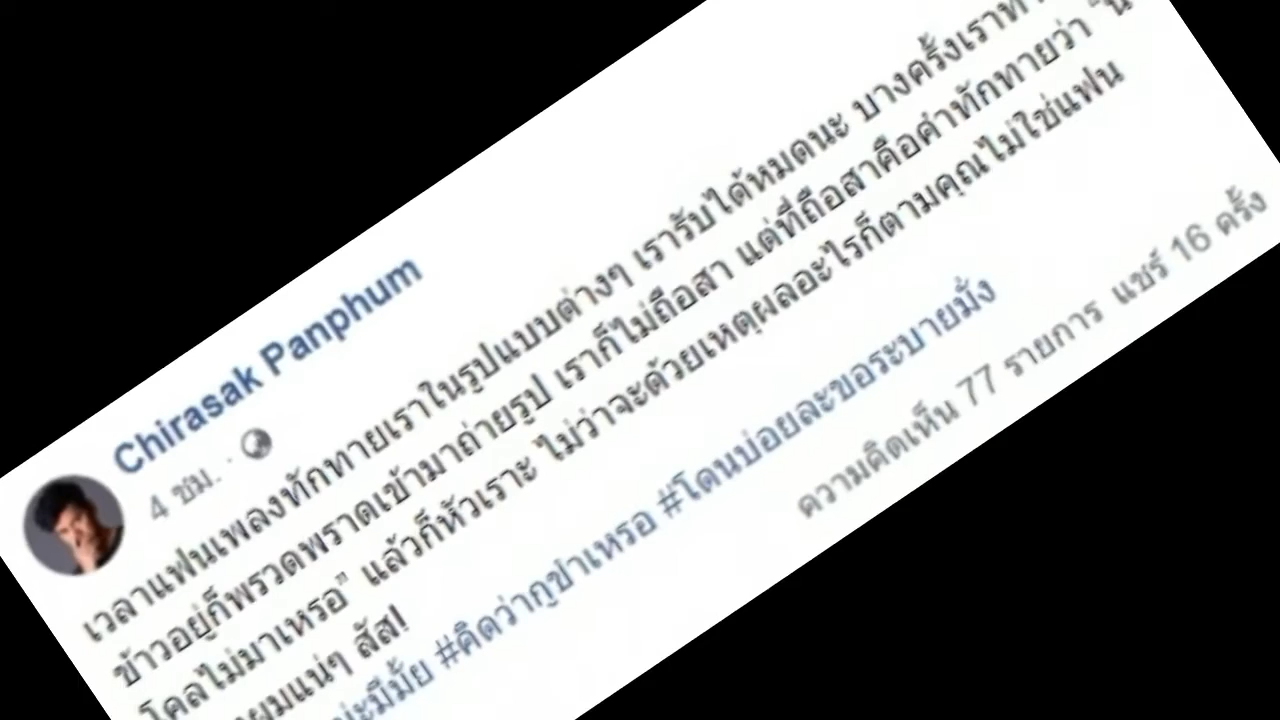 Chirasak Panphum
4 ชม. ·
เวลาแฟนเพลงทักทายเราในรูปแบบต่างๆ เรารับได้หมดนะ บางครั้งเรา
ข้าวอยู่ก็พรวดพราดเข้ามาถ่ายรูป เราก็ไม่ถือสา แต่ที่ถือสาคือคำทักทายว่า
โคลไม่มาเหรอ" แล้วก็หัวเราะ ไม่ว่าจะด้วยเหตุผลอะไรก็ตามคุณไม่ใช่แฟน
ผมแน่ๆ สัส!
#คิดว่ากูขำเหรอ #โดนบ่อยละขอระบายมั่ง
ความคิดเห็น 77 รายการ แชร์ 16 ครั้ง